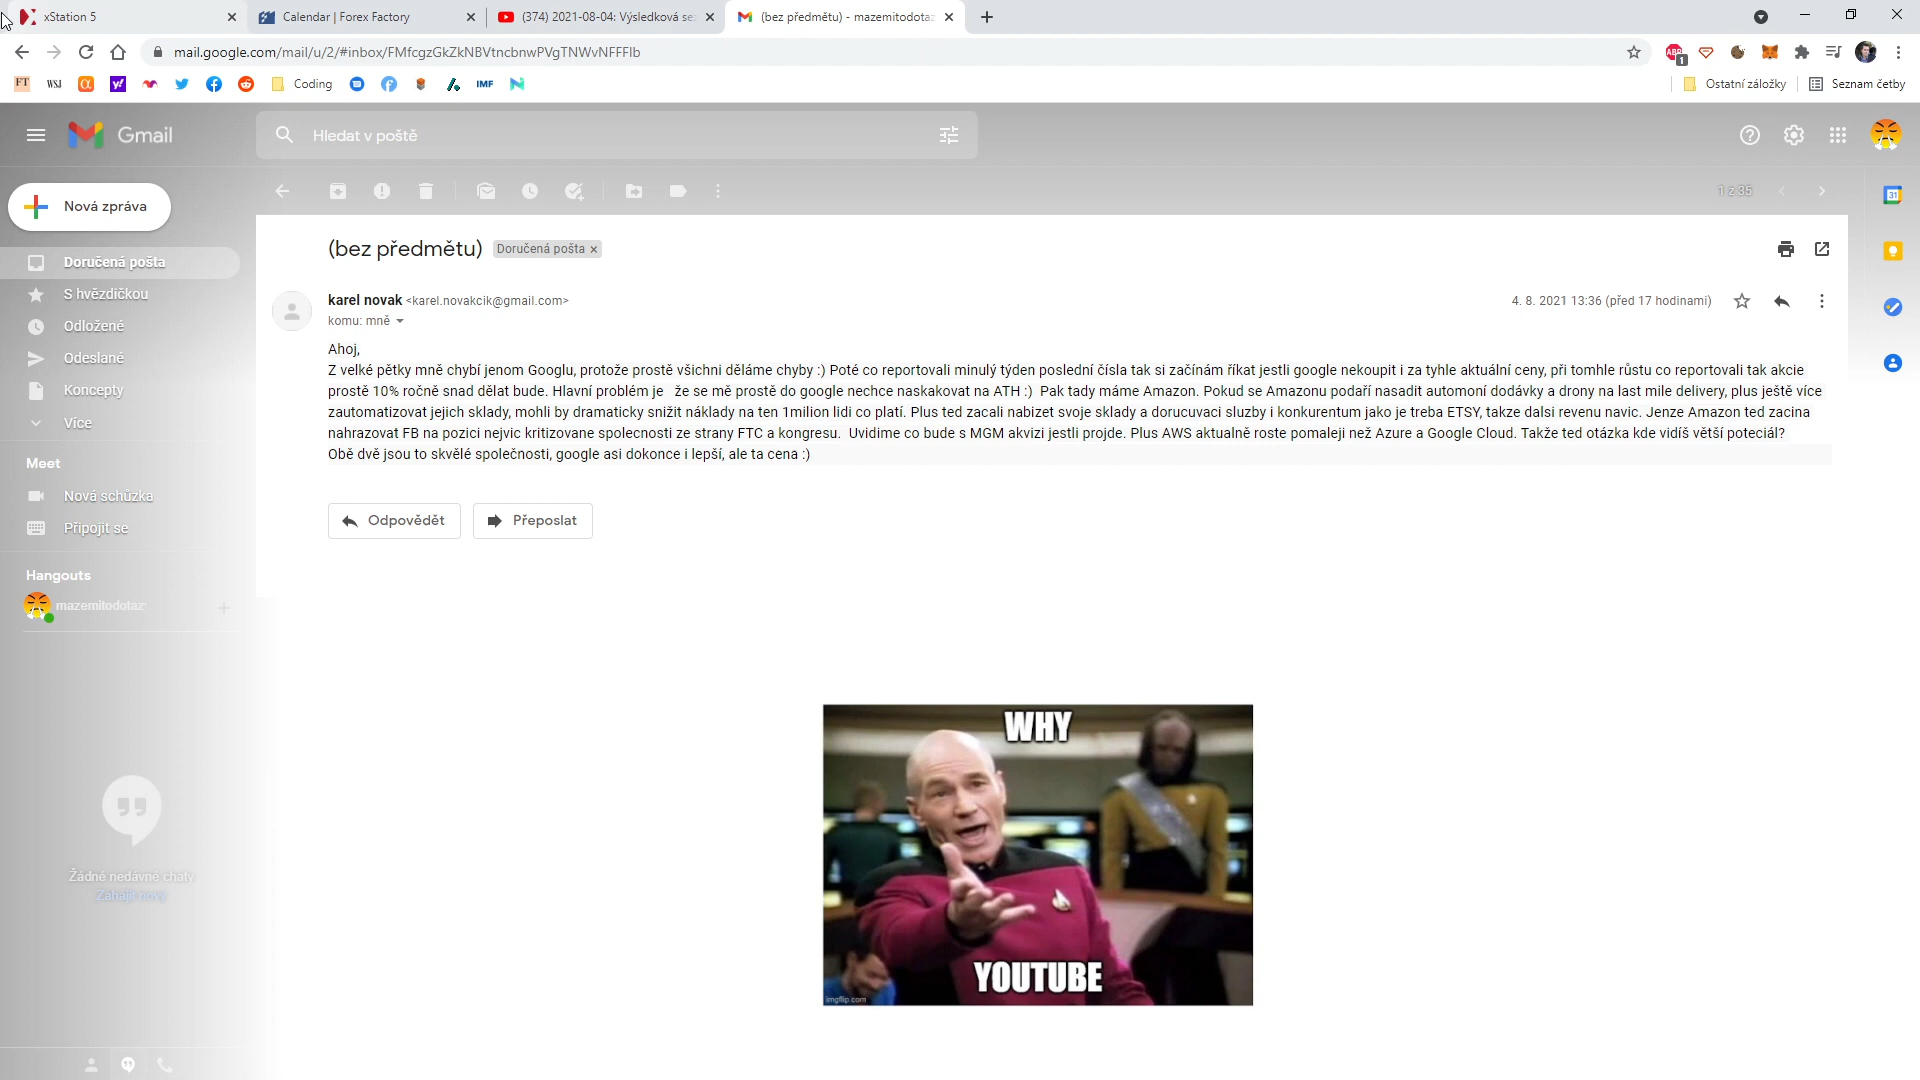 xStation 5
Calendar | Forex Factory
(374) 2021-08-04: Výsledková se
(bez předmětu) - mazemitodotaz
mail.google.com/mail/u/2/#inbox/FMfcgzGkZkNBVtncbnwPVgTNWvNFFFlb
ABP
1
FT
WSJ
Coding
IMF
Ostatní záložky
Seznam četby
Gmail
Hledat v poště
Nová zpráva
1 z 35
31
Doručená pošta
S hvězdičkou
Odložené
Odeslané
Koncepty
Více
Meet
Nová schůzka
Připojit se
Hangouts
mazemitodotaz
Žádné nedávné chaty
Zahájit nový
(bez předmětu)
Doručená pošta
karel novak <karel.novakcik@gmail.com>
4. 8. 2021 13:36 (před 17 hodinami)
komu: mně
Ahoj,
Z velké pětky mně chybí jenom Googlu, protože prostě všichni děláme chyby :) Poté co reportovali minulý týden poslední čísla tak si začínám říkat jestli google nekoupit i za tyhle aktuální ceny, při tomhle růstu co reportovali tak akcie
prostě 10% ročně snad dělat bude. Hlavní problém je že se mě prostě do google nechce naskakovat na ATH :) Pak tady máme Amazon. Pokud se Amazonu podaří nasadit automoní dodávky a drony na last mile delivery, plus ještě více
zautomatizovat jejich sklady, mohli by dramaticky snížit náklady na ten 1milion lidi co platí. Plus ted zacali nabizet svoje sklady a dorucuvaci sluzby i konkurentum jako je treba ETSY, takze dalsi revenu navic. Jenze Amazon ted zacina
nahrazovat FB na pozici nejvic kritizovane spolecnosti ze strany FTC a kongresu. Uvidime co bude s MGM akvizi jestli projde. Plus AWS aktualně roste pomaleji než Azure a Google Cloud. Takže ted otázka kde vidíš větší poteciál?
Obě dvě jsou to skvělé společnosti, google asi dokonce i lepší, ale ta cena :)
Odpovědět
Přeposlat
WHY
YOUTUBE
imgflip.com